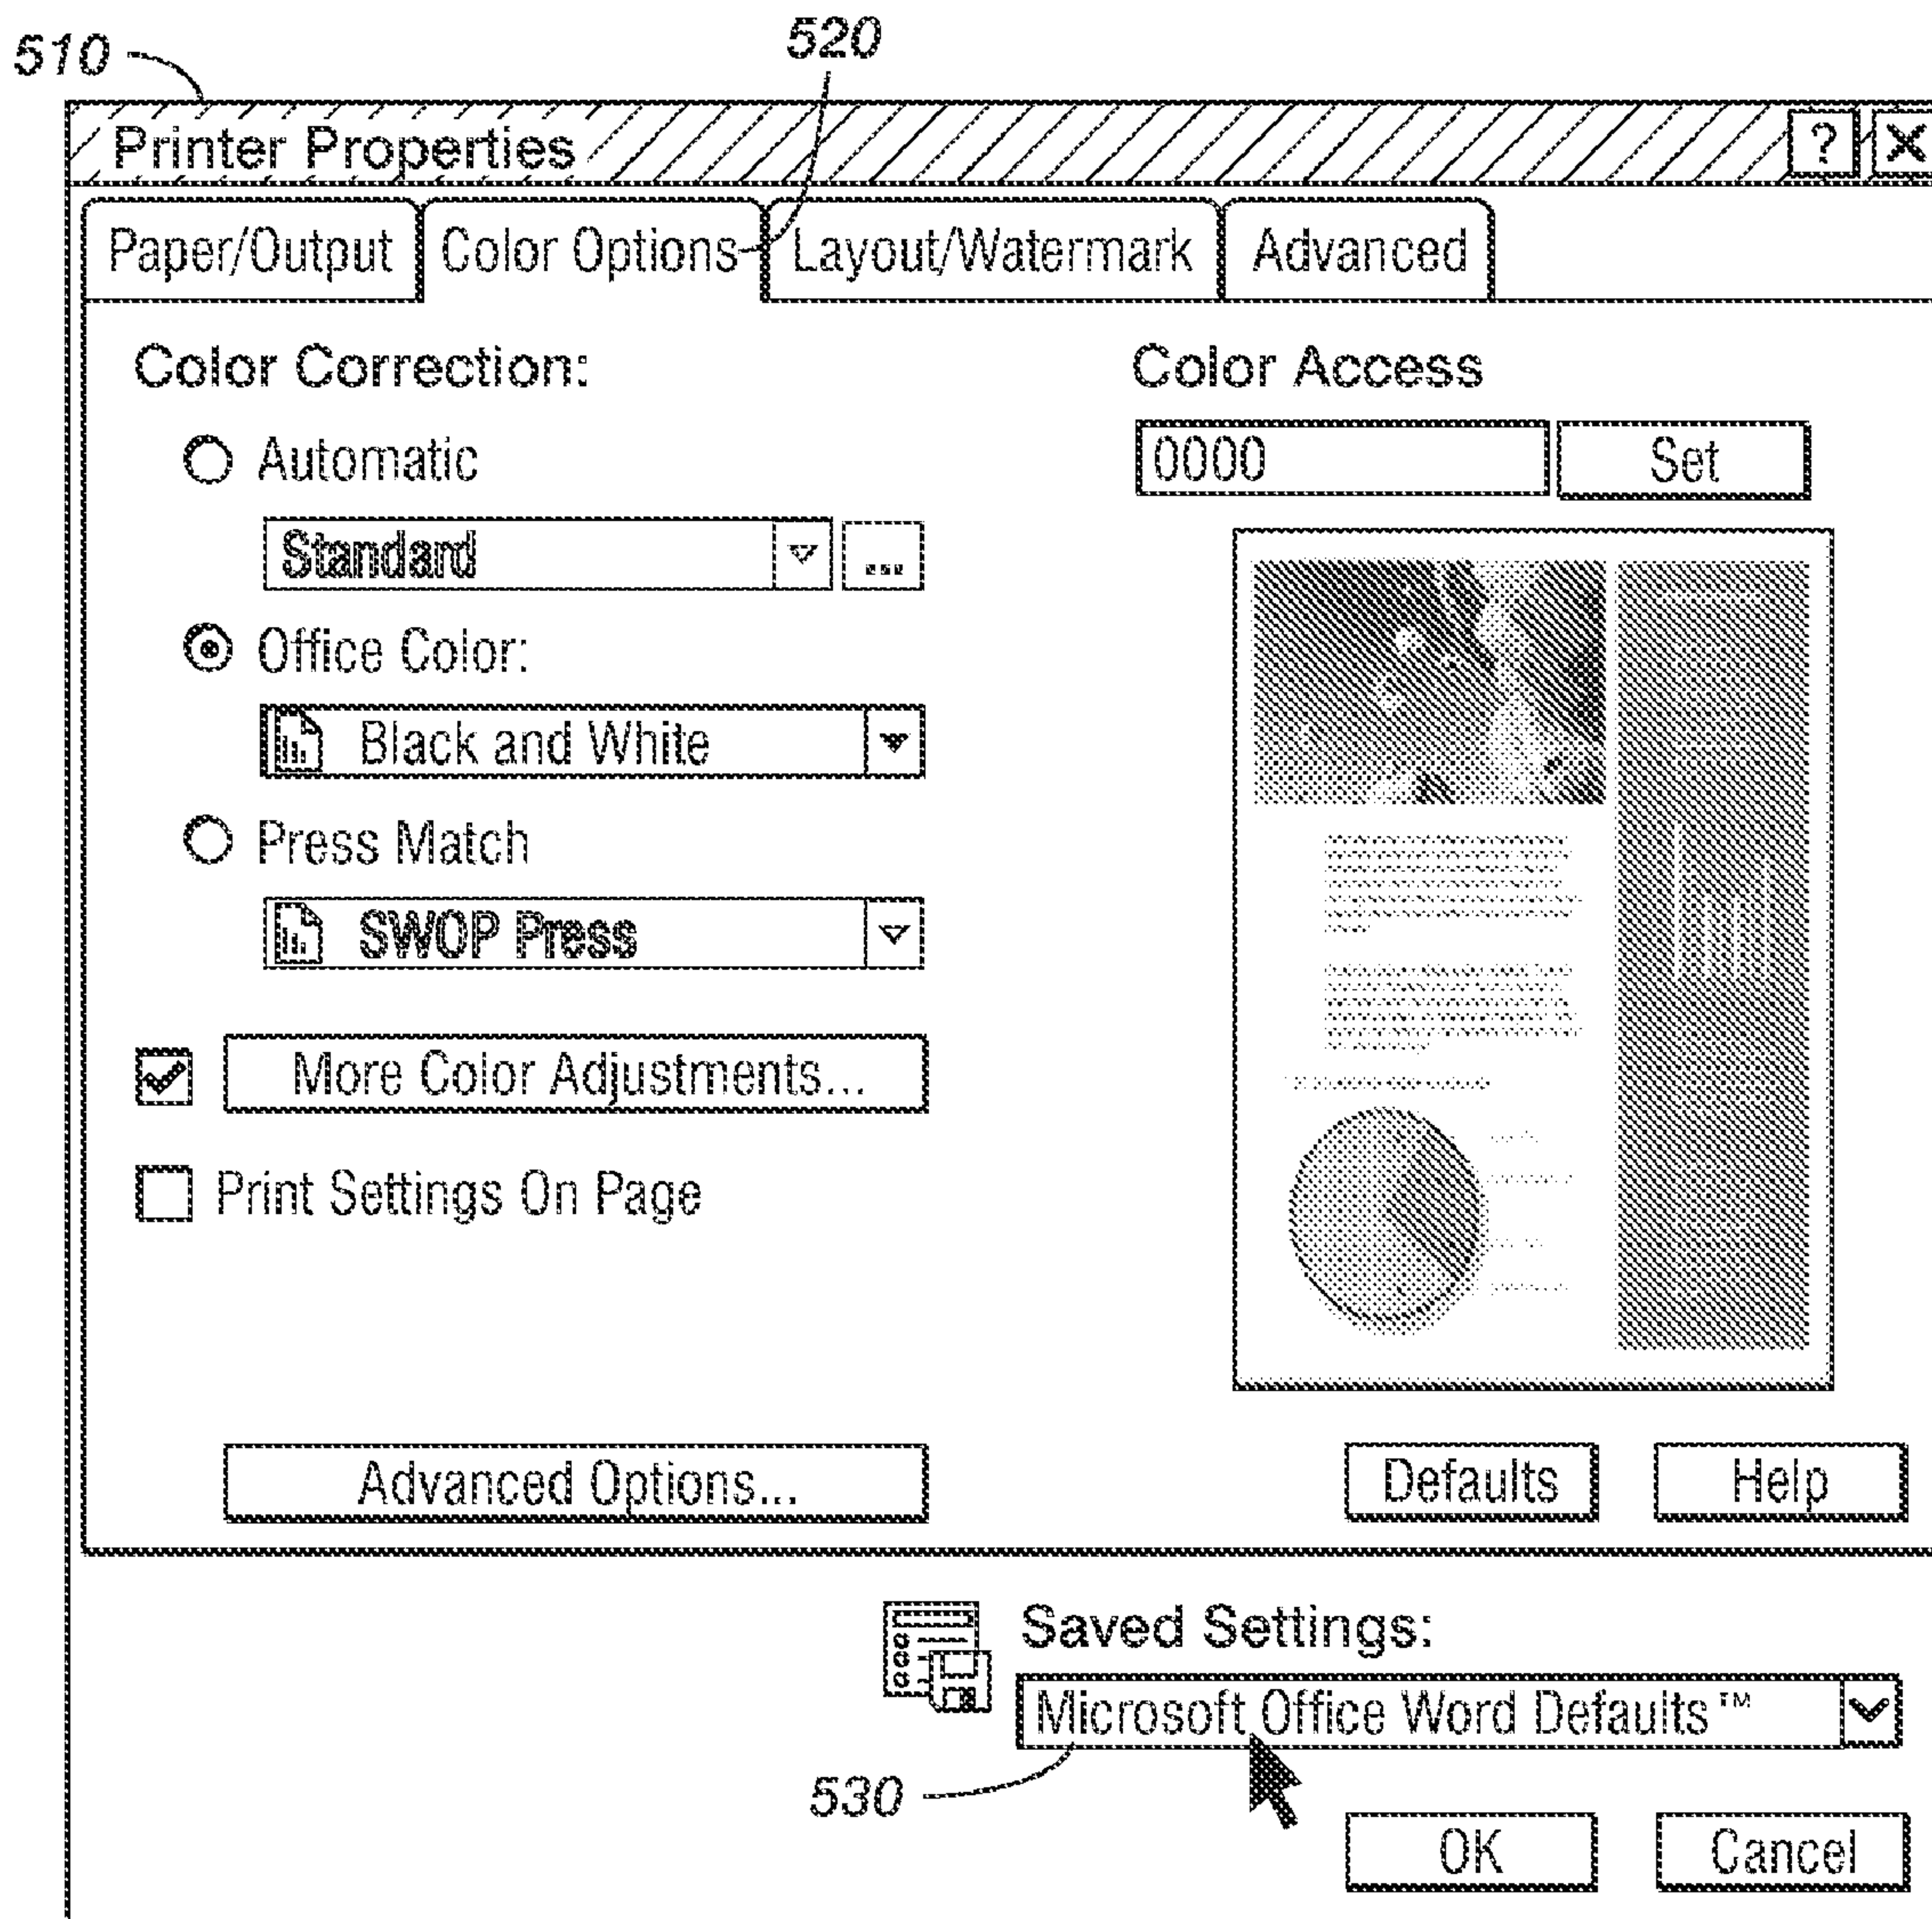 510
520
Printer Properties
?
X
Paper/Output
Color Options
Layout/Watermark
Advanced
Color Correction:
Color Access
Automatic
0000
Set
Standard
...
Office Color:
Black and White
Press Match
SWOP Press
More Color Adjustments...
Print Settings On Page
Advanced Options...
Defaults
Help
Saved Settings:
Microsoft Office Word Defaults™
530
OK
Cancel